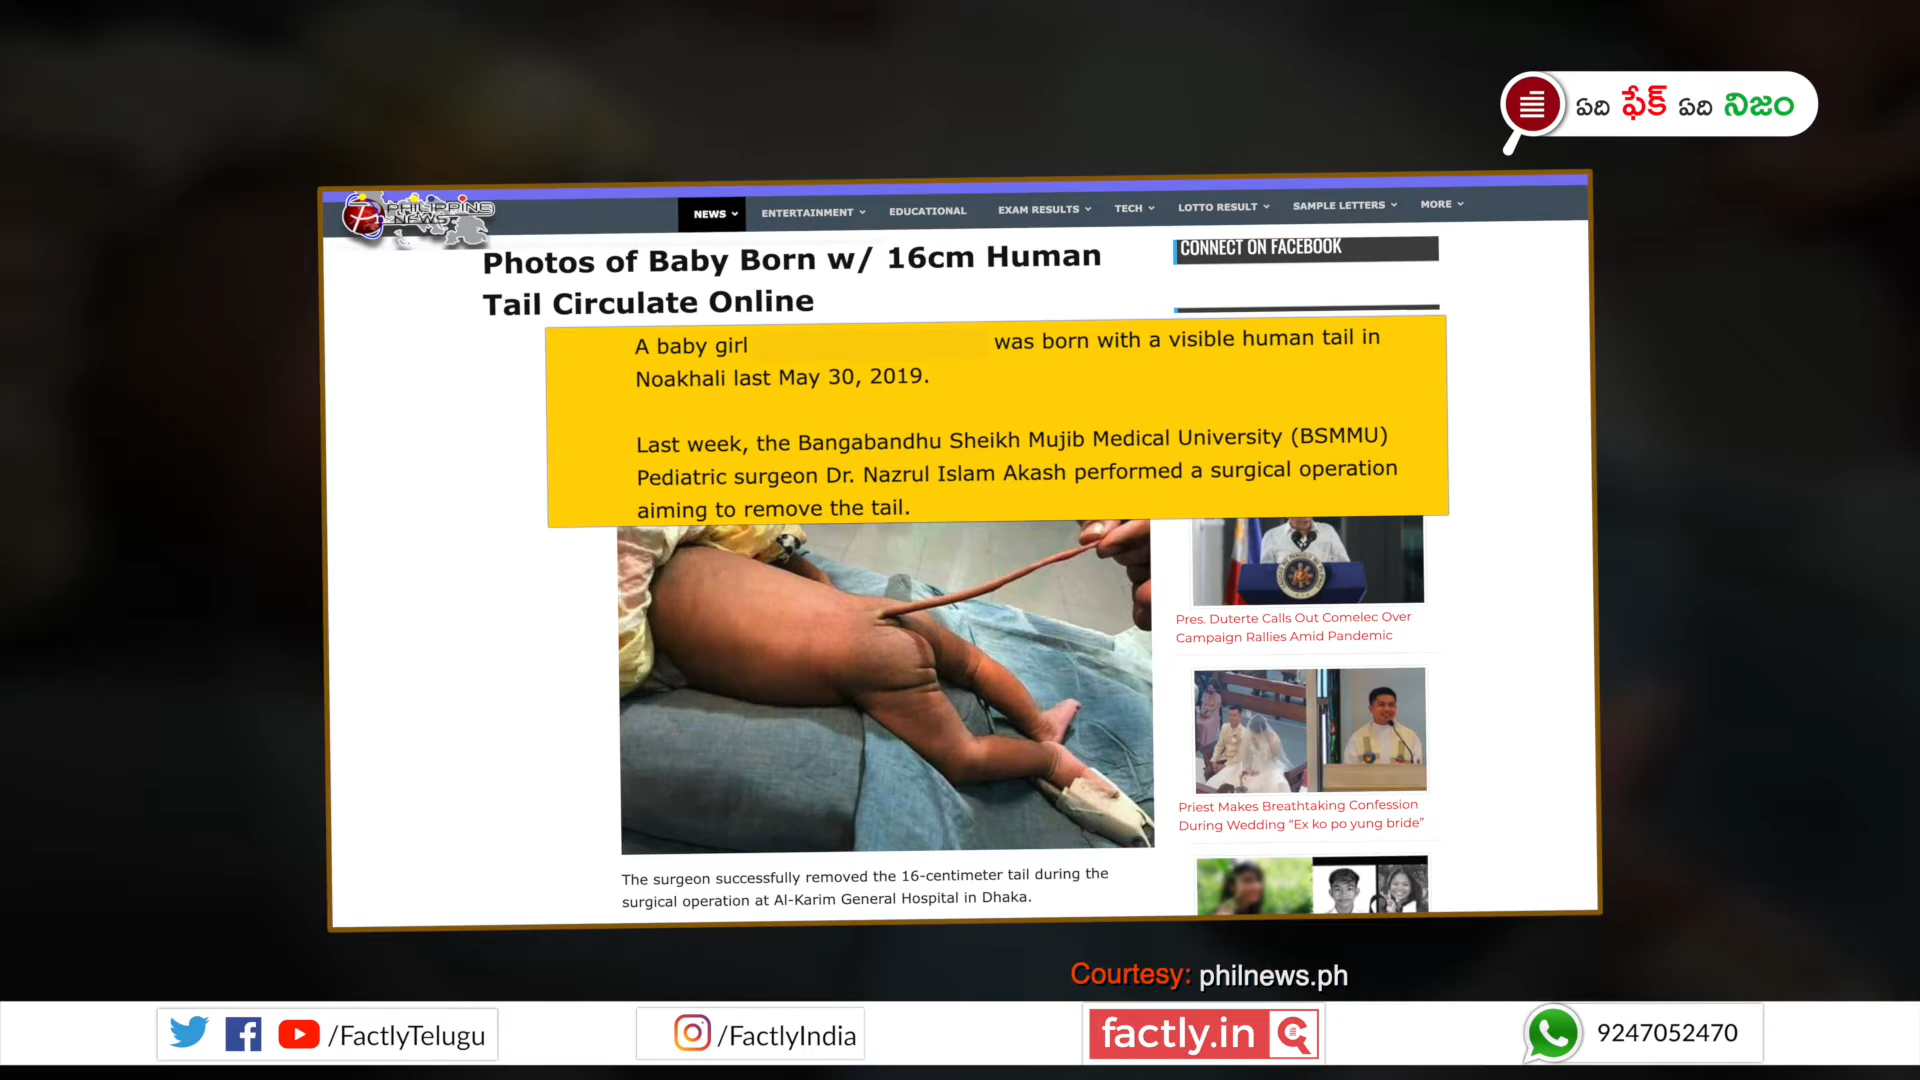 ఏది ఫేక్ ఏది నిజం
PHILIPPINE
NEWS
NEWS
ENTERTAINMENT
EDUCATIONAL
EXAM RESULTS
TECH
LOTTO RESULT
SAMPLE LETTERS
MORE
Photos of Baby Born w/ 16cm Human
Tail Circulate Online
CONNECT ON FACEBOOK
A baby girl was born with a visible human tail in
Noakhali last May 30, 2019.
Last week, the Bangabandhu Sheikh Mujib Medical University (BSMMU)
Pediatric surgeon Dr. Nazrul Islam Akash performed a surgical operation
aiming to remove the tail.
Pres. Duterte Calls Out Comelec Over
Campaign Rallies Amid Pandemic
Priest Makes Breathtaking Confession
During Wedding “Ex ko po yung bride”
The surgeon successfully removed the 16-centimeter tail during the
surgical operation at Al-Karim General Hospital in Dhaka.
Courtesy: philnews.ph
/FactlyTelugu
/FactlyIndia
factly.in
9247052470